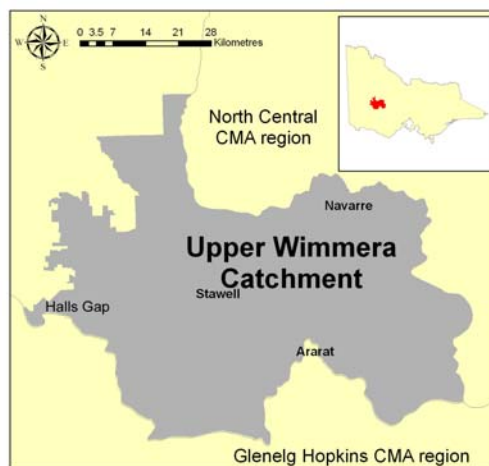 N
W E
S
0 3.5 7 14 21 28
Kilometres
North Central
CMA region
Navarre
Upper Wimmera
Catchment
Stawell
Halls Gap
Ararat
Glenelg Hopkins CMA region